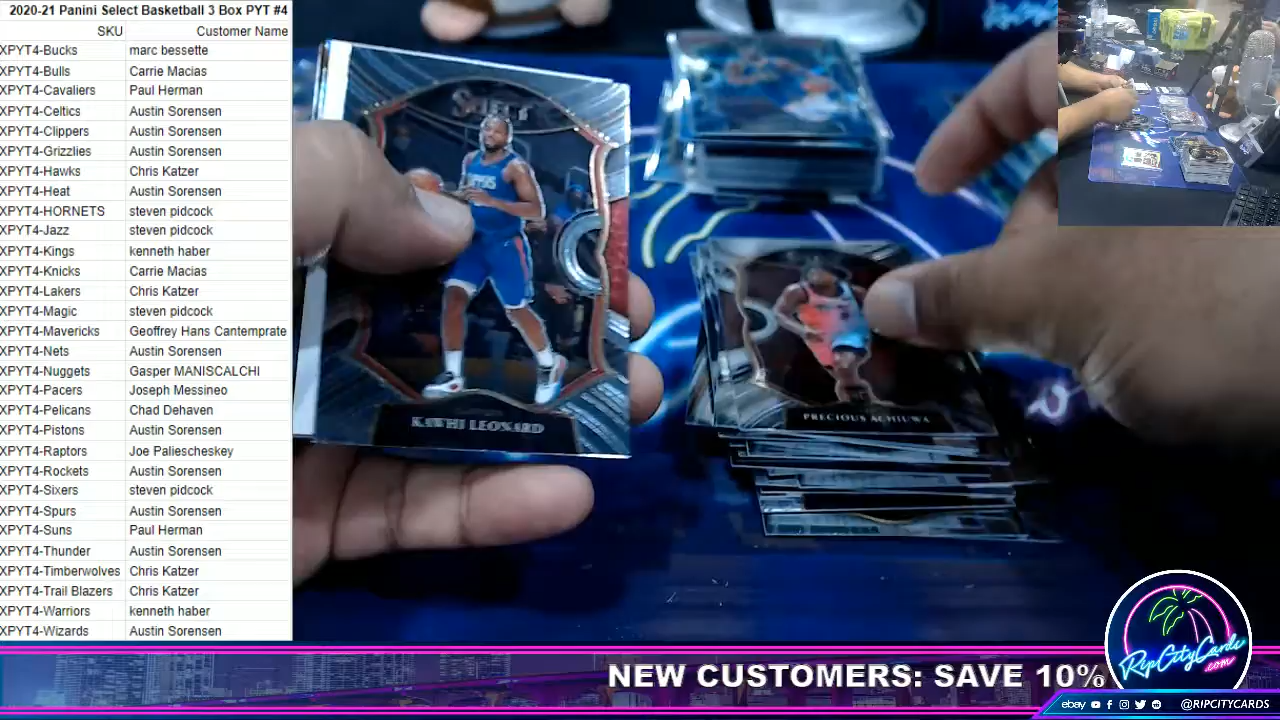 2020-21 Panini Select Basketball 3 Box PYT #4
SKU Customer Name
XPYT4-Bucks marc bessette
XPYT4-Bulls Carrie Macias
XPYT4-Cavaliers Paul Herman
XPYT4-Celtics Austin Sorensen
XPYT4-Clippers Austin Sorensen
XPYT4-Grizzlies Austin Sorensen
XPYT4-Hawks Chris Katzer
XPYT4-Heat Austin Sorensen
XPYT4-HORNETS steven pidcock
XPYT4-Jazz steven pidcock
XPYT4-Kings kenneth haber
XPYT4-Knicks Carrie Macias
XPYT4-Lakers Chris Katzer
XPYT4-Magic steven pidcock
XPYT4-Mavericks Geoffrey Hans Cantemprate
XPYT4-Nets Austin Sorensen
XPYT4-Nuggets Gasper MANISCALCHI
XPYT4-Pacers Joseph Messineo
XPYT4-Pelicans Chad Dehaven
XPYT4-Pistons Austin Sorensen
XPYT4-Raptors Joe Paliescheskey
XPYT4-Rockets Austin Sorensen
XPYT4-Sixers steven pidcock
XPYT4-Spurs Austin Sorensen
XPYT4-Suns Paul Herman
XPYT4-Thunder Austin Sorensen
XPYT4-Timberwolves Chris Katzer
XPYT4-Trail Blazers Chris Katzer
XPYT4-Warriors kenneth haber
XPYT4-Wizards Austin Sorensen
SELECT
KAWHI LEONARD
PRECIOUS ACHIUWA
NEW CUSTOMERS: SAVE 10%
RipCityCards
.com
ebay @RIPCITYCARDS